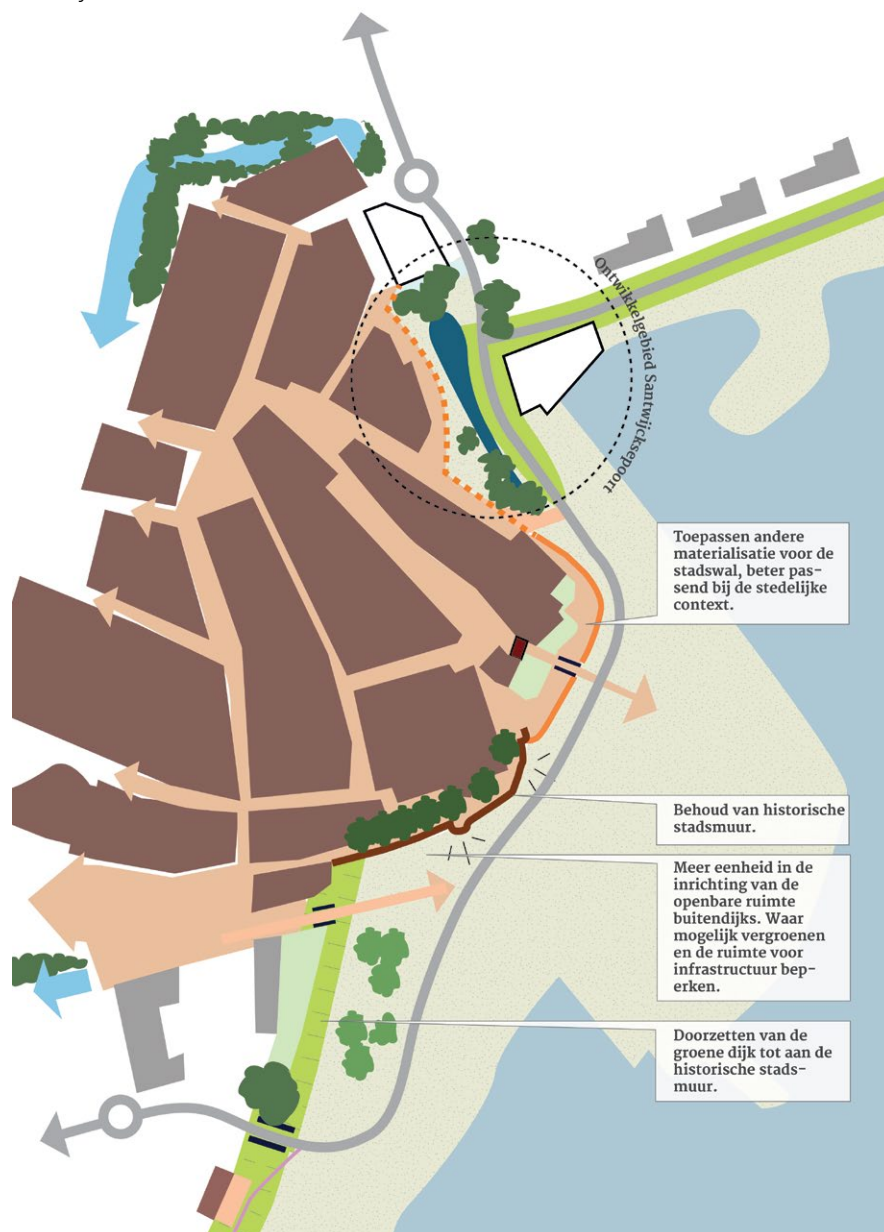 Ontwikkelgebied Santwijcksepoort
Toepassen andere
materialisatie voor de
stadswal, beter pas-
send bij de stedelijke
context.
Behoud van historische
stadsmuur.
Meer eenheid in de
inrichting van de
openbare ruimte
buitendijks. Waar
mogelijk vergroenen
en de ruimte voor
infrastructuur bep-
erken.
Doorzetten van de
groene dijk tot aan de
historische stads-
muur.